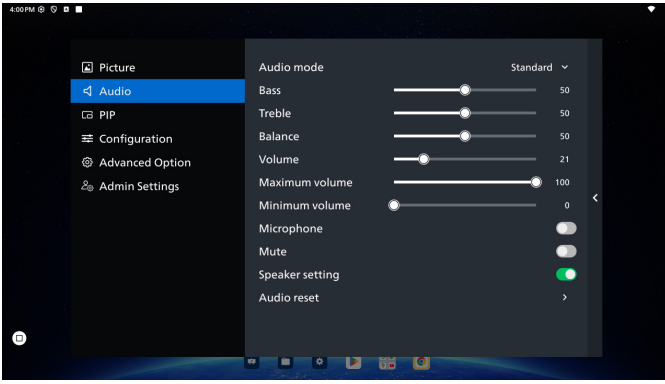 4:00 PM
Picture
Audio
PIP
Configuration
Advanced Option
Admin Settings
Audio mode Standard
Bass 50
Treble 50
Balance 50
Volume 21
Maximum volume 100
Minimum volume 0
Microphone
Mute
Speaker setting
Audio reset